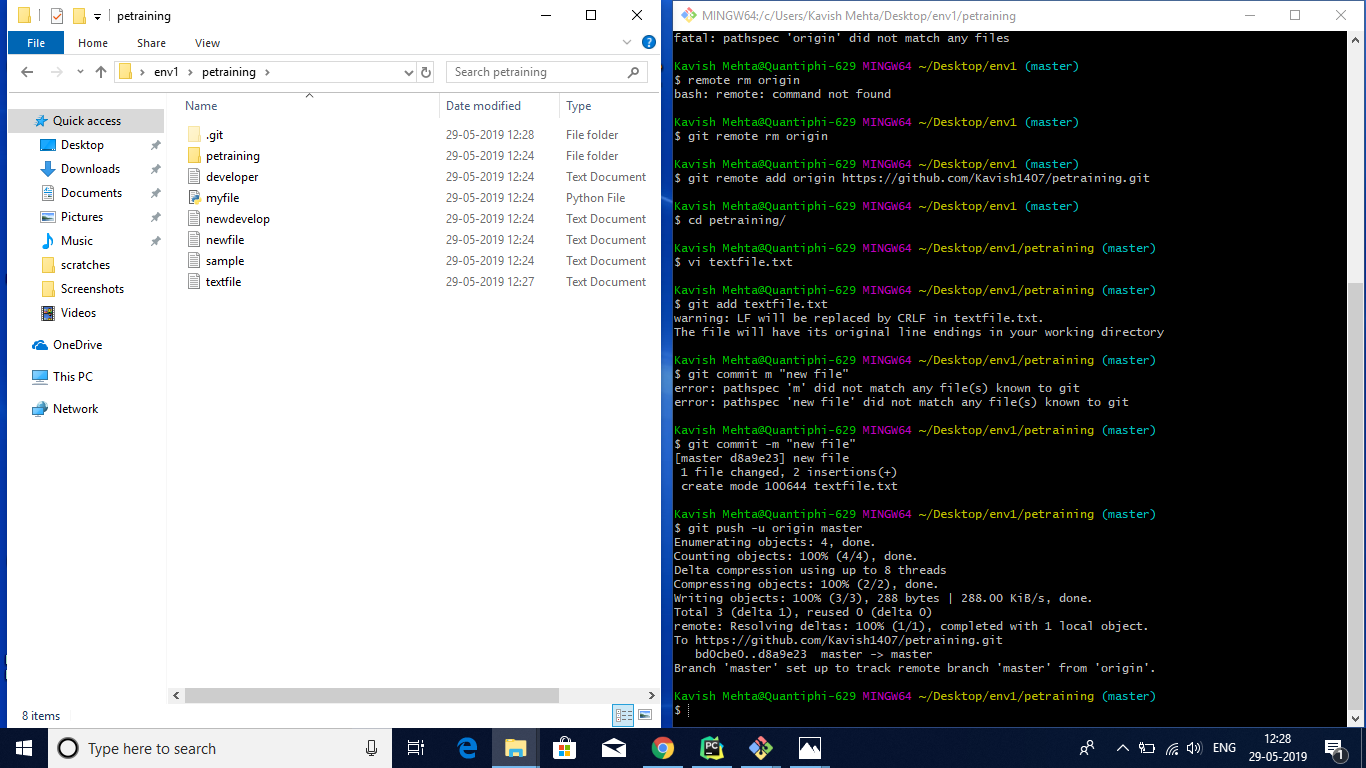 petraining
File
Home
Share
View
env1
petraining
Search petraining
Name
Date modified
Type
Quick access
Desktop
Downloads
Documents
Pictures
Music
scratches
Screenshots
Videos
OneDrive
This PC
Network
.git 29-05-2019 12:28 File folder
petraining 29-05-2019 12:24 File folder
developer 29-05-2019 12:24 Text Document
myfile 29-05-2019 12:24 Python File
newdevelop 29-05-2019 12:24 Text Document
newfile 29-05-2019 12:24 Text Document
sample 29-05-2019 12:24 Text Document
textfile 29-05-2019 12:27 Text Document
8 items
MINGW64:/c/Users/Kavish Mehta/Desktop/env1/petraining
fatal: pathspec 'origin' did not match any files
Kavish Mehta@Quantiphi-629 MINGW64 ~/Desktop/env1 (master)
$ remote rm origin
bash: remote: command not found
Kavish Mehta@Quantiphi-629 MINGW64 ~/Desktop/env1 (master)
$ git remote rm origin
Kavish Mehta@Quantiphi-629 MINGW64 ~/Desktop/env1 (master)
$ git remote add origin https://github.com/Kavish1407/petraining.git
Kavish Mehta@Quantiphi-629 MINGW64 ~/Desktop/env1 (master)
$ cd petraining/
Kavish Mehta@Quantiphi-629 MINGW64 ~/Desktop/env1/petraining (master)
$ vi textfile.txt
Kavish Mehta@Quantiphi-629 MINGW64 ~/Desktop/env1/petraining (master)
$ git add textfile.txt
warning: LF will be replaced by CRLF in textfile.txt.
The file will have its original line endings in your working directory
Kavish Mehta@Quantiphi-629 MINGW64 ~/Desktop/env1/petraining (master)
$ git commit m "new file"
error: pathspec 'm' did not match any file(s) known to git
error: pathspec 'new file' did not match any file(s) known to git
Kavish Mehta@Quantiphi-629 MINGW64 ~/Desktop/env1/petraining (master)
$ git commit -m "new file"
[master d8a9e23] new file
1 file changed, 2 insertions(+)
create mode 100644 textfile.txt
Kavish Mehta@Quantiphi-629 MINGW64 ~/Desktop/env1/petraining (master)
$ git push -u origin master
Enumerating objects: 4, done.
Counting objects: 100% (4/4), done.
Delta compression using up to 8 threads
Compressing objects: 100% (2/2), done.
Writing objects: 100% (3/3), 288 bytes | 288.00 KiB/s, done.
Total 3 (delta 1), reused 0 (delta 0)
remote: Resolving deltas: 100% (1/1), completed with 1 local object.
To https://github.com/Kavish1407/petraining.git
bd0cbe0..d8a9e23 master -> master
Branch 'master' set up to track remote branch 'master' from 'origin'.
Kavish Mehta@Quantiphi-629 MINGW64 ~/Desktop/env1/petraining (master)
$
Type here to search
PC
ENG
12:28
29-05-2019
1